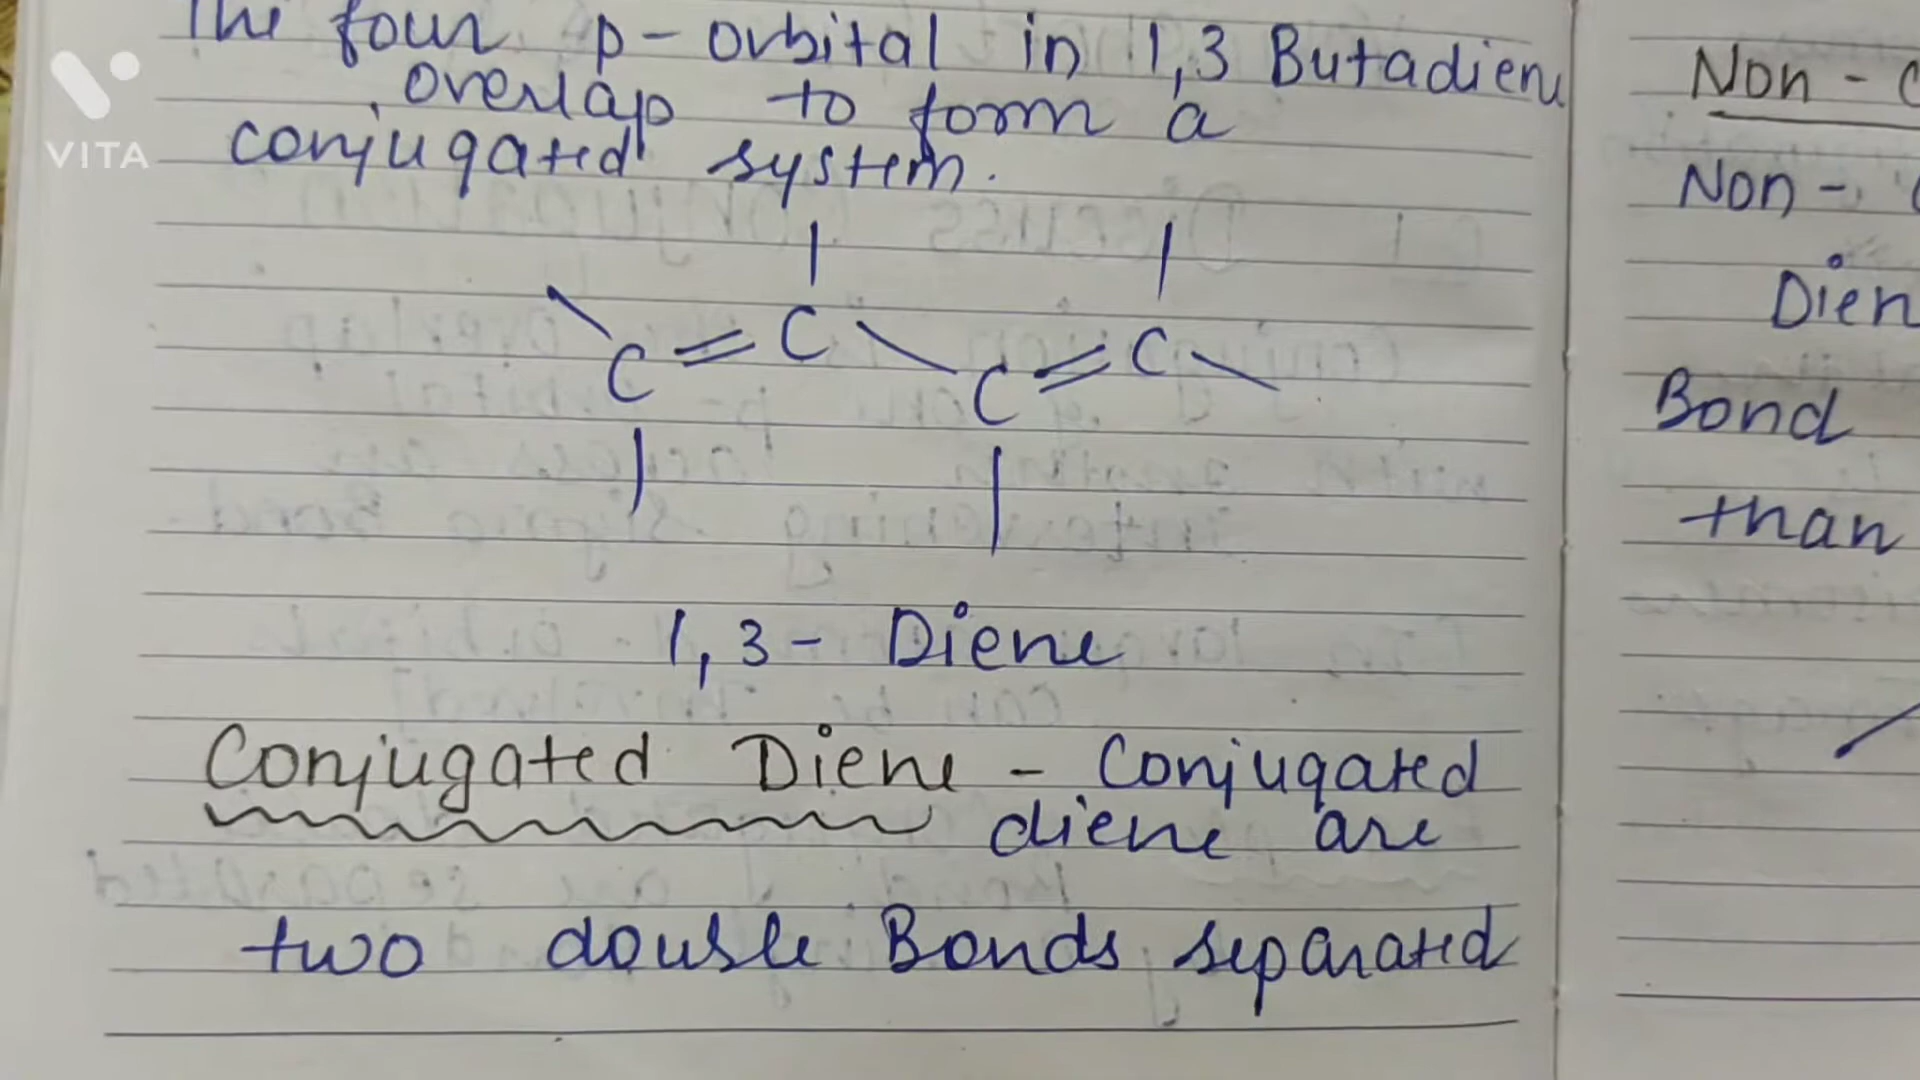 The four p-orbital in 1,3 Butadiene
overlap to form a
conjugated system.
C = C C = C
1,3- Diene
Conjugated Diene - Conjugated
diene are
two double Bonds separated
Non -
Non -
Dien
Bond
than
VITA